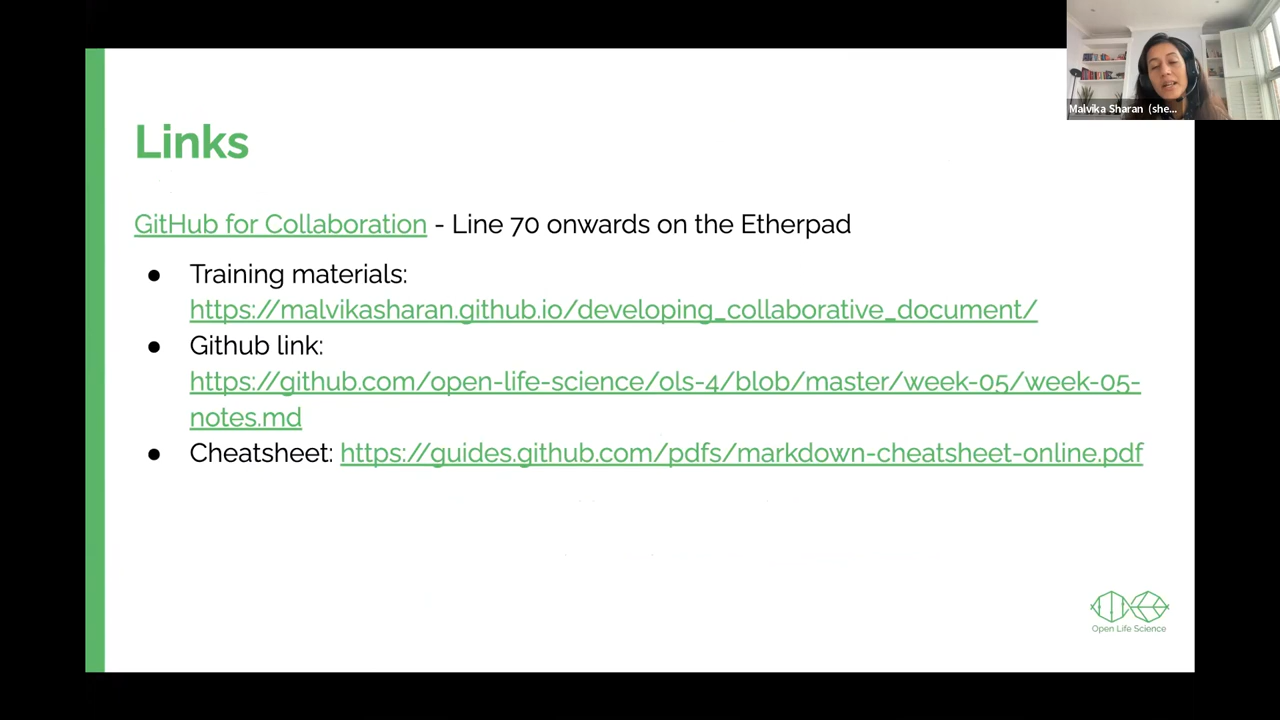 Malvika Sharan (she...
Links
GitHub for Collaboration - Line 70 onwards on the Etherpad
● Training materials:
https://malvikasharan.github.io/developing_collaborative_document/
● Github link:
https://github.com/open-life-science/ols-4/blob/master/week-05/week-05-
notes.md
● Cheatsheet: https://guides.github.com/pdfs/markdown-cheatsheet-online.pdf
Open Life Science